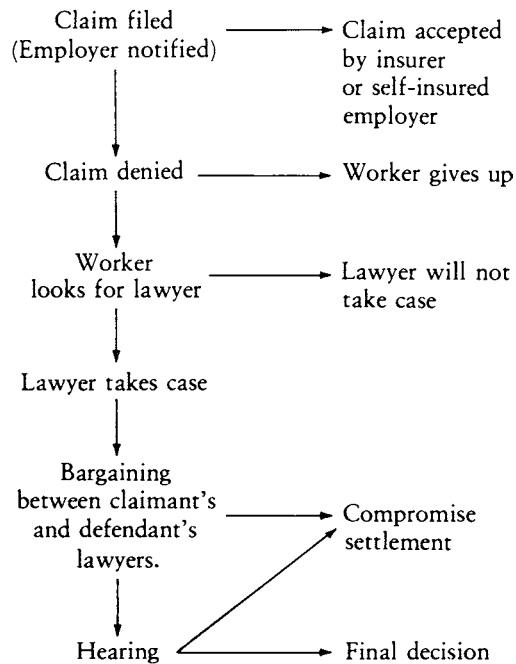 Claim filed
(Employer notified)
Claim accepted
by insurer
or self-insured
employer
Claim denied
Worker gives up
Worker
looks for lawyer
Lawyer will not
take case
Lawyer takes case
Bargaining
between claimant's
and defendant's
lawyers.
Compromise
settlement
Hearing
Final decision